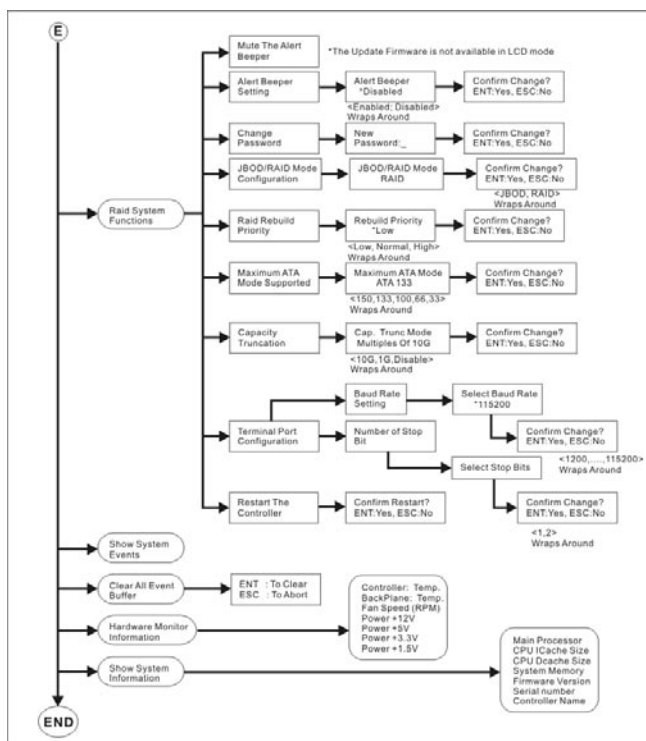 E
Mute The Alert
Beeper
*The Update Firmware is not available in LCD mode
Alert Beeper
Setting
Alert Beeper
*Disabled
Confirm Change?
ENT:Yes, ESC:No
<Enabled; Disabled>
Wraps Around
Change
Password
New
Password:_
Confirm Change?
ENT:Yes, ESC:No
JBOD/RAID Mode
Configuration
JBOD/RAID Mode
RAID
Confirm Change?
ENT:Yes, ESC:No
<JBOD, RAID>
Wraps Around
Raid System
Functions
Raid Rebuild
Priority
Rebuild Priority
*Low
Confirm Change?
ENT:Yes, ESC:No
<Low, Normal, High>
Wraps Around
Maximum ATA
Mode Supported
Maximum ATA Mode
ATA 133
Confirm Change?
ENT:Yes, ESC:No
<150,133,100,66,33>
Wraps Around
Capacity
Truncation
Cap. Trunc Mode
Multiples Of 10G
Confirm Change?
ENT:Yes, ESC:No
<10G,1G,Disable>
Wraps Around
Baud Rate
Setting
Select Baud Rate
*115200
Terminal Port
Configuration
Number of Stop
Bit
Confirm Change?
ENT:Yes, ESC:No
<1200,....,115200>
Wraps Around
Select Stop Bits
Restart The
Controller
Confirm Restart?
ENT:Yes, ESC:No
Confirm Change?
ENT:Yes, ESC:No
<1,2>
Wraps Around
Show System
Events
Clear All Event
Buffer
ENT : To Clear
ESC : To Abort
Hardware Monitor
Information
Controller: Temp.
BackPlane: Temp.
Fan Speed (RPM)
Power +12V
Power +5V
Power +3.3V
Power +1.5V
Show System
Information
Main Processor
CPU ICache Size
CPU Dcache Size
System Memory
Firmware Version
Serial number
Controller Name
END